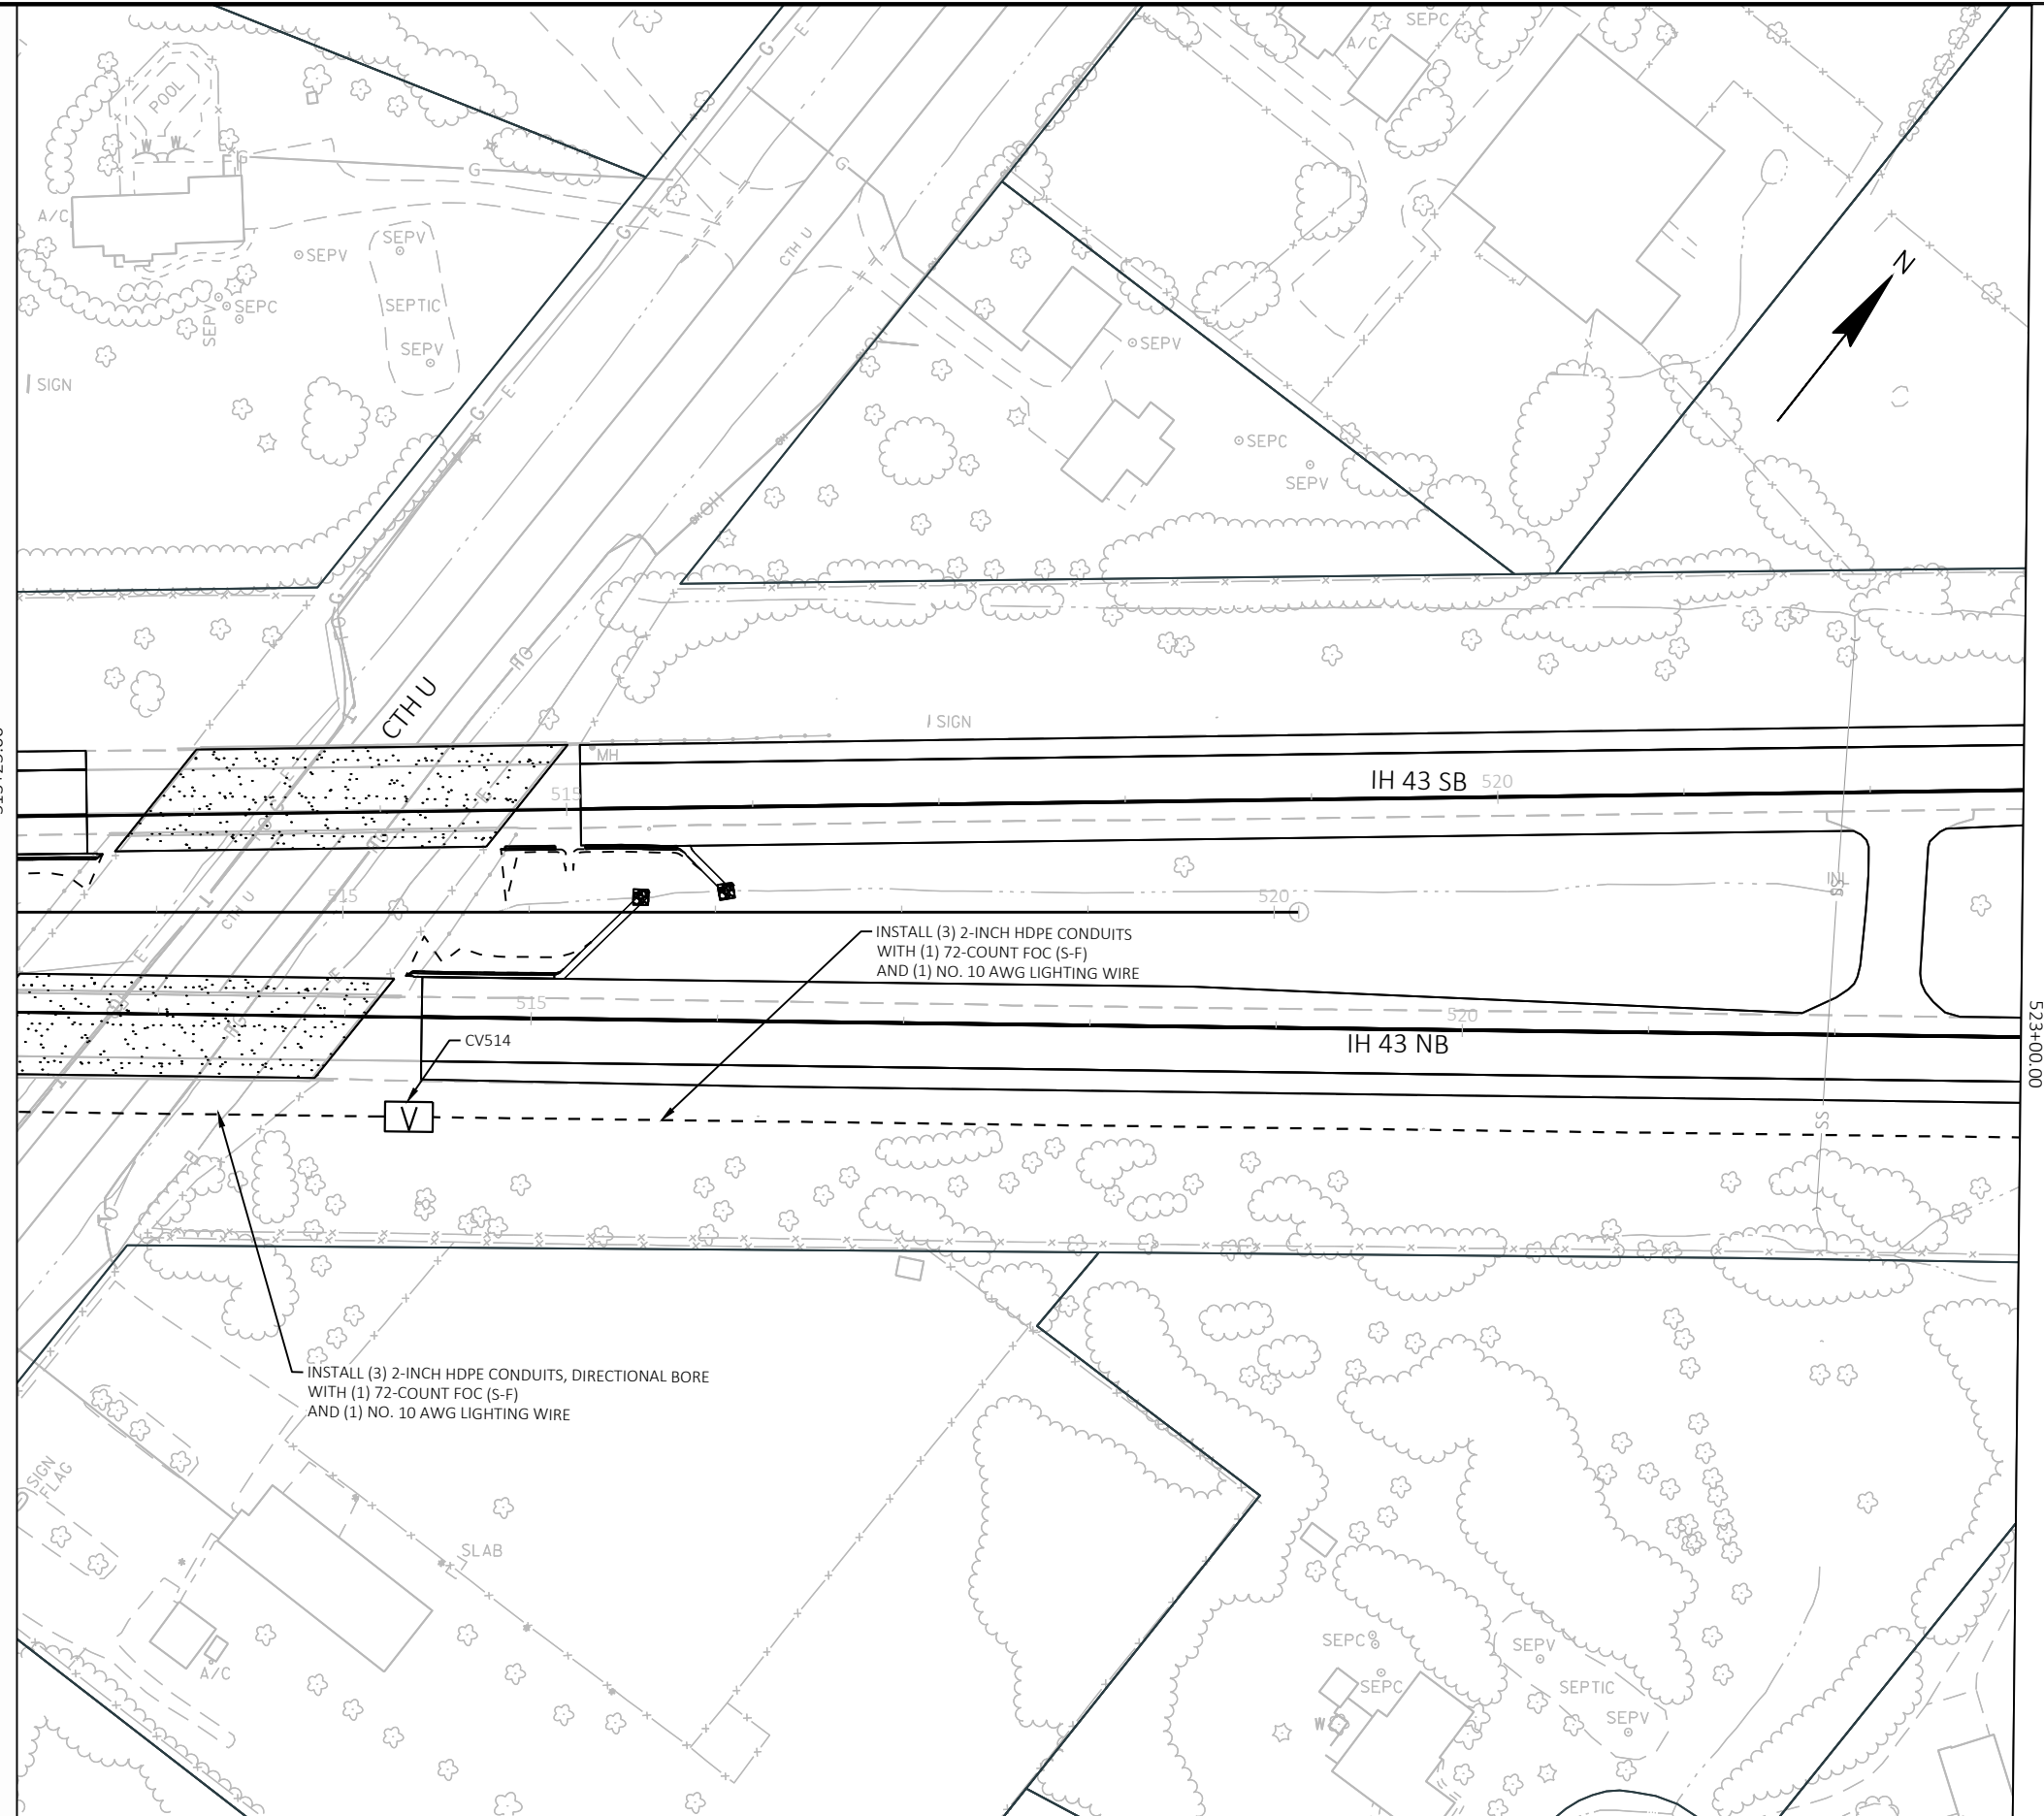 SEPC
A/C
POOL
W W
G E
G
G
A/C
SEPV
SEPV
SEPC
SEPV
SEPTIC
SEPV
G E
CTH U
N
SEPV
SIGN
G E
SEPC
SEPV
OH
CTH U
SIGN
MH
515
IH 43 SB 520
515
520
CTH U
INSTALL (3) 2-INCH HDPE CONDUITS
WITH (1) 72-COUNT FOC (S-F)
AND (1) NO. 10 AWG LIGHTING WIRE
515
520
IH 43 NB
523+00.00
CV514
V
SS
INSTALL (3) 2-INCH HDPE CONDUITS, DIRECTIONAL BORE
WITH (1) 72-COUNT FOC (S-F)
AND (1) NO. 10 AWG LIGHTING WIRE
SIGN
FLAG
SLAB
A/C
SEPC
SEPV
SEPC
SEPTIC
SEPV
W